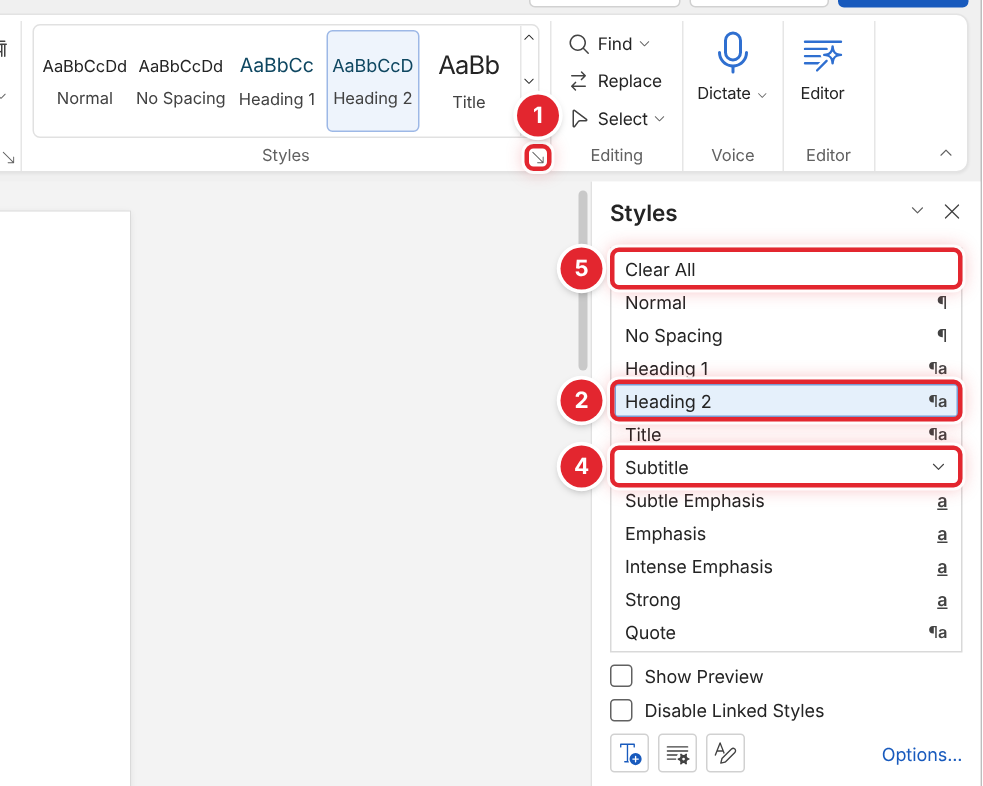 AaBbCcDd AaBbCcDd AaBbCc AaBbCcD AaBb
Normal No Spacing Heading 1 Heading 2 Title
Styles
1
Find
Replace
Select
Editing
Dictate
Voice
Editor
Editor
Styles
5
Clear All
Normal ¶
No Spacing ¶
Heading 1 ¶a
2
Heading 2 ¶a
Title ¶a
4
Subtitle
Subtle Emphasis a
Emphasis a
Intense Emphasis a
Strong a
Quote ¶a
Show Preview
Disable Linked Styles
Options...